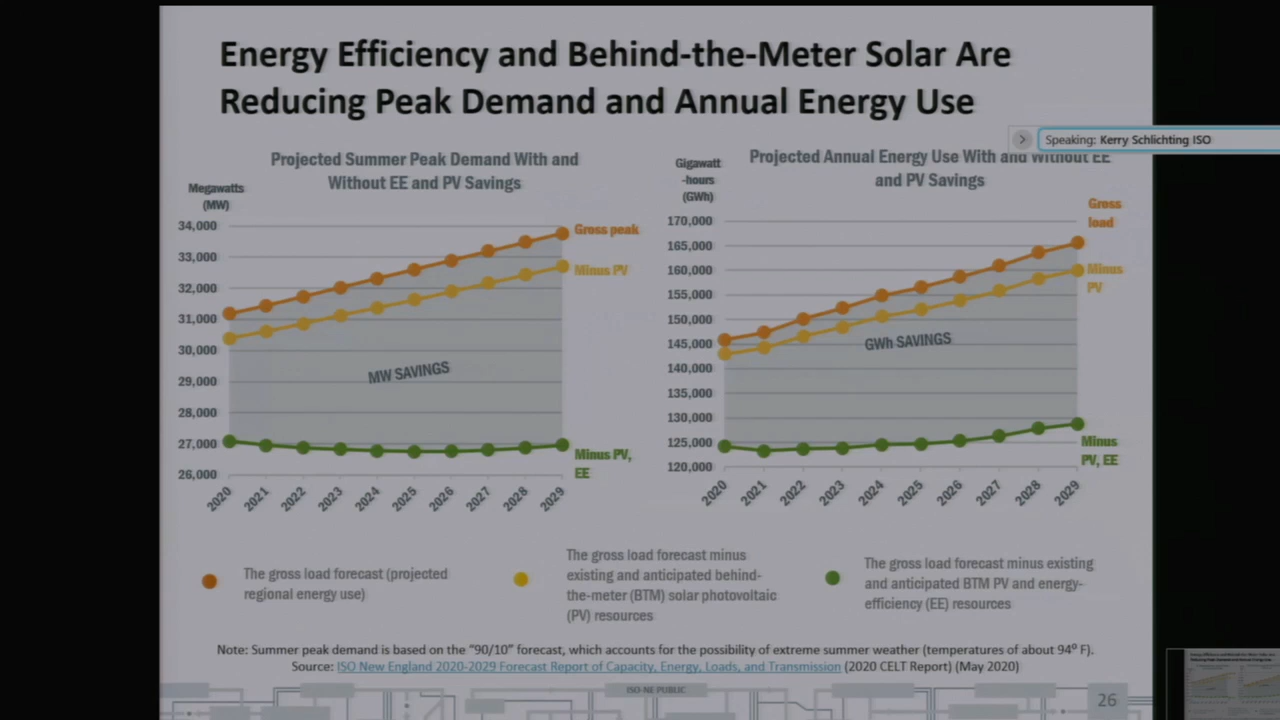 Energy Efficiency and Behind-the-Meter Solar Are
Reducing Peak Demand and Annual Energy Use
Speaking: Kerry Schlichting ISO
Projected Summer Peak Demand With and
Without EE and PV Savings
Megawatts
(MW)
34,000
33,000
32,000
31,000
30,000
29,000
28,000
27,000
26,000
Gross peak
Minus PV
MW SAVINGS
Minus PV,
EE
2020
2021
2022
2023
2024
2025
2026
2027
2028
2029
Projected Annual Energy Use With and Without EE
and PV Savings
Gigawatt
-hours
(GWh)
170,000
165,000
160,000
155,000
150,000
145,000
140,000
135,000
130,000
125,000
120,000
Gross
load
Minus
PV
GWh SAVINGS
Minus
PV, EE
2020
2021
2022
2023
2024
2025
2026
2027
2028
2029
The gross load forecast (projected
regional energy use)
The gross load forecast minus
existing and anticipated behind-
the-meter (BTM) solar photovoltaic
(PV) resources
The gross load forecast minus existing
and anticipated BTM PV and energy-
efficiency (EE) resources
Note: Summer peak demand is based on the “90/10” forecast, which accounts for the possibility of extreme summer weather (temperatures of about 94⁰ F).
Source: ISO New England 2020-2029 Forecast Report of Capacity, Energy, Loads, and Transmission (2020 CELT Report) (May 2020)
ISO-NE PUBLIC
26